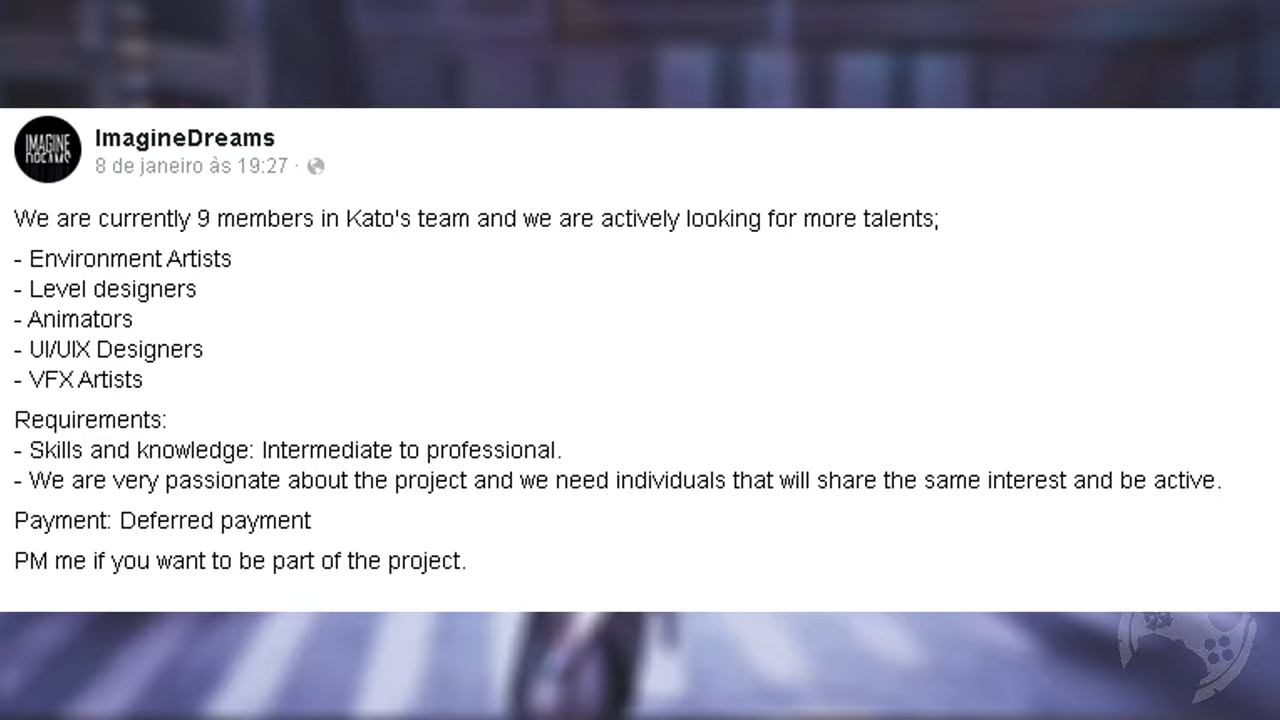 IMAGINE
DREAMS
ImagineDreams
8 de janeiro às 19:27 ·
We are currently 9 members in Kato's team and we are actively looking for more talents;
- Environment Artists
- Level designers
- Animators
- UI/UIX Designers
- VFX Artists
Requirements:
- Skills and knowledge: Intermediate to professional.
- We are very passionate about the project and we need individuals that will share the same interest and be active.
Payment: Deferred payment
PM me if you want to be part of the project.